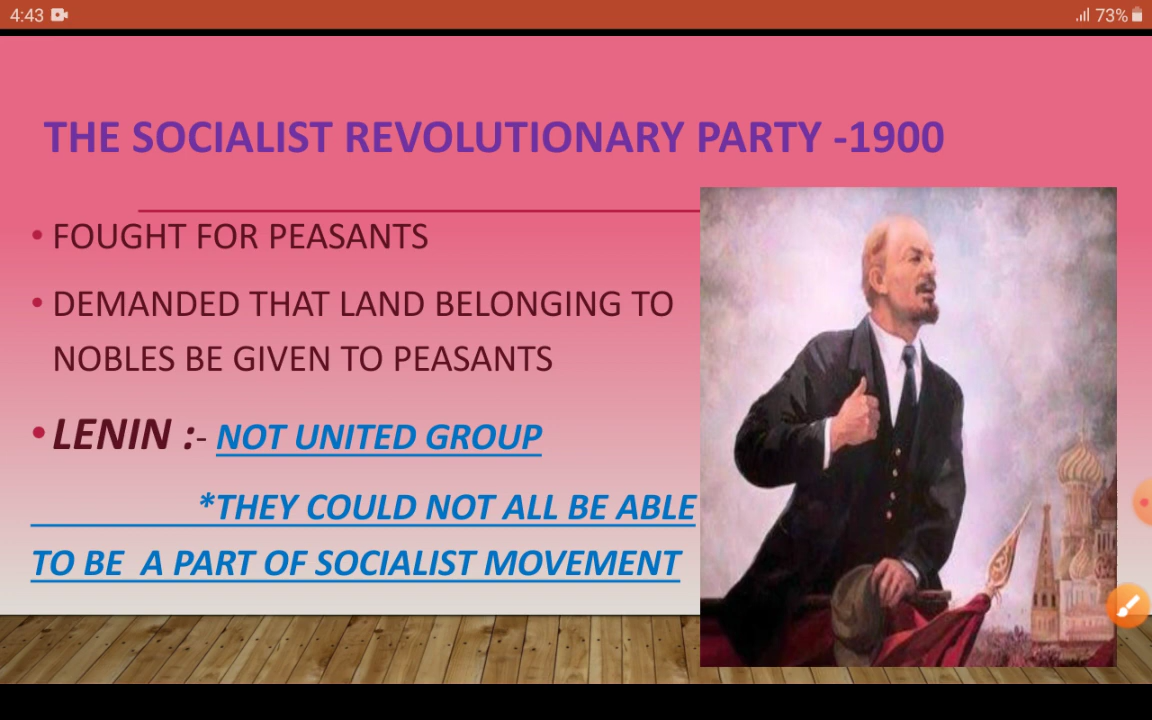 4:43
73%
THE SOCIALIST REVOLUTIONARY PARTY -1900
• FOUGHT FOR PEASANTS
• DEMANDED THAT LAND BELONGING TO
NOBLES BE GIVEN TO PEASANTS
• LENIN :- NOT UNITED GROUP
*THEY COULD NOT ALL BE ABLE
TO BE A PART OF SOCIALIST MOVEMENT